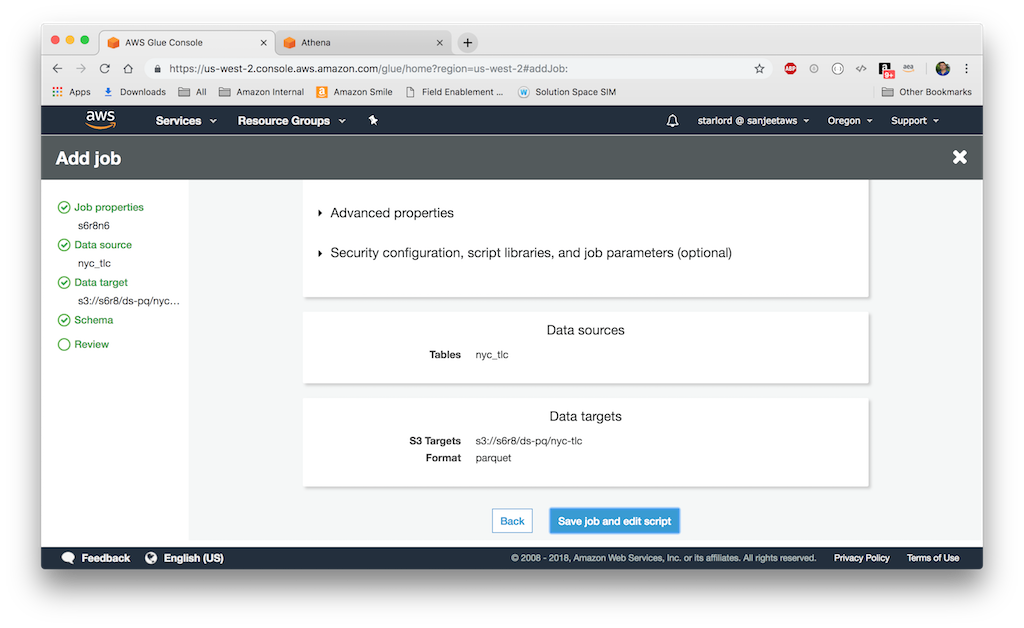 AWS Glue Console
Athena
https://us-west-2.console.aws.amazon.com/glue/home?region=us-west-2#addJob:
ABP
a
g+
aea
Apps
Downloads
All
Amazon Internal
a
Amazon Smile
Field Enablement ...
W
Solution Space SIM
Other Bookmarks
aws
Services
Resource Groups
starlord @ sanjeetaws
Oregon
Support
Add job
Job properties
s6r8n6
Data source
nyc_tlc
Data target
s3://s6r8/ds-pq/nyc...
Schema
Review
Advanced properties
Security configuration, script libraries, and job parameters (optional)
Data sources
Tables nyc_tlc
Data targets
S3 Targets s3://s6r8/ds-pq/nyc-tlc
Format parquet
Back
Save job and edit script
Feedback
English (US)
© 2008 - 2018, Amazon Web Services, Inc. or its affiliates. All rights reserved.
Privacy Policy
Terms of Use